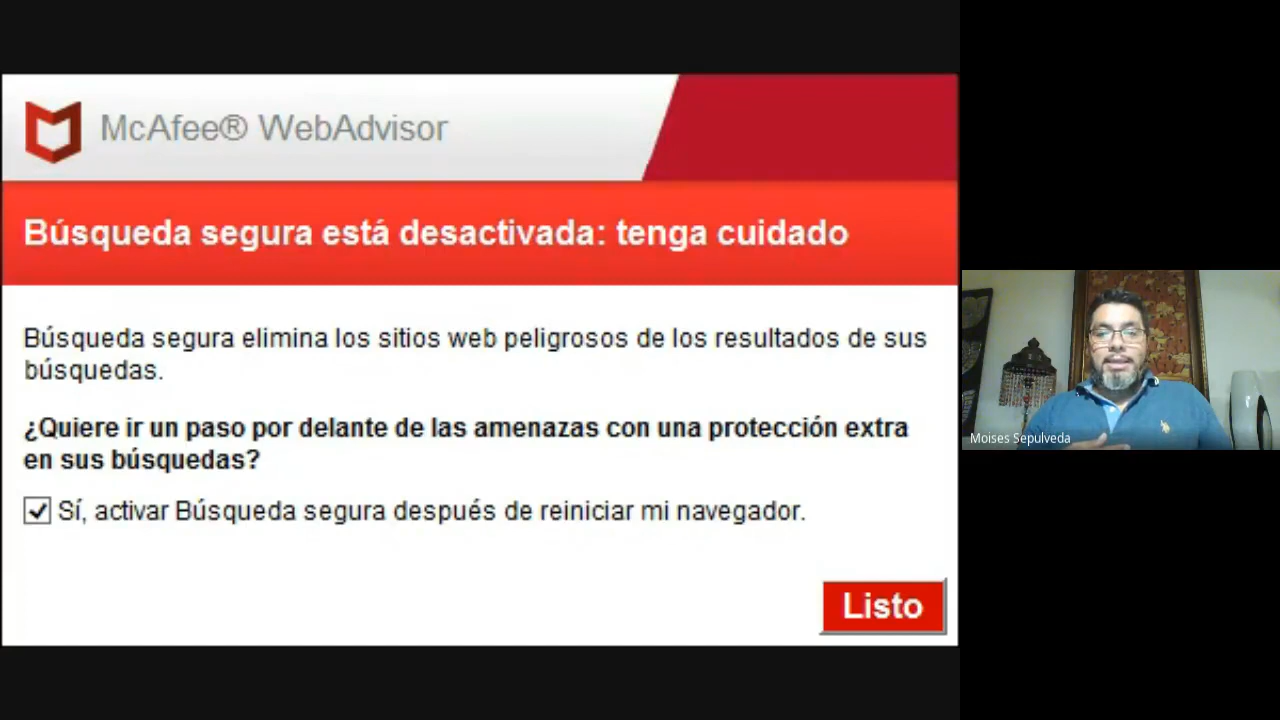 McAfee® WebAdvisor
Búsqueda segura está desactivada: tenga cuidado
Búsqueda segura elimina los sitios web peligrosos de los resultados de sus
búsquedas.
¿Quiere ir un paso por delante de las amenazas con una protección extra
en sus búsquedas?
Sí, activar Búsqueda segura después de reiniciar mi navegador.
Listo
Moises Sepulveda